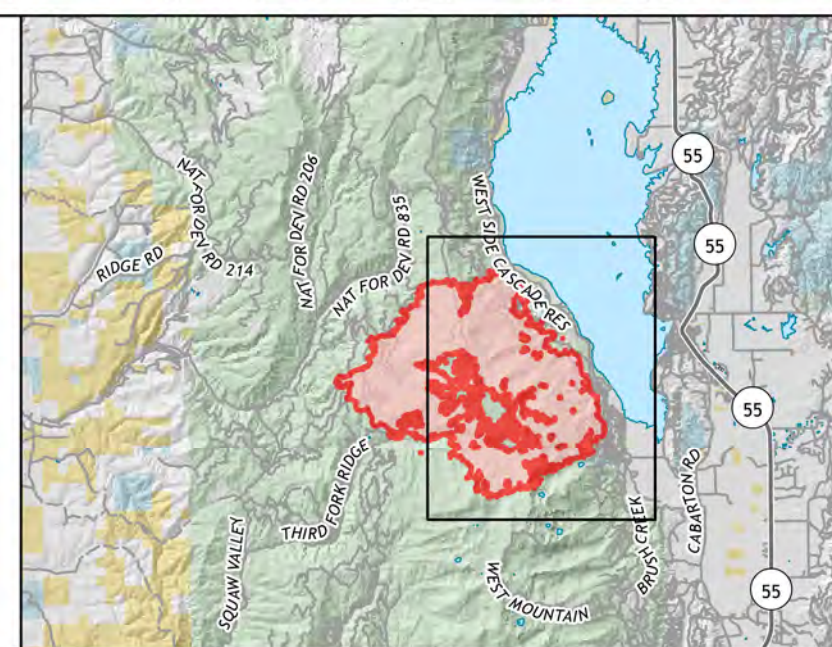 55
NAT FOR DEV RD 214
NAT FOR DEV RD 206
NAT FOR DEV RD 835
WEST SIDE CASCADE RES
RIDGE RD
55
55
THIRD FORK RIDGE
SQUAW VALLEY
WEST MOUNTAIN
BRUSH CREEK
CABARTON RD
55